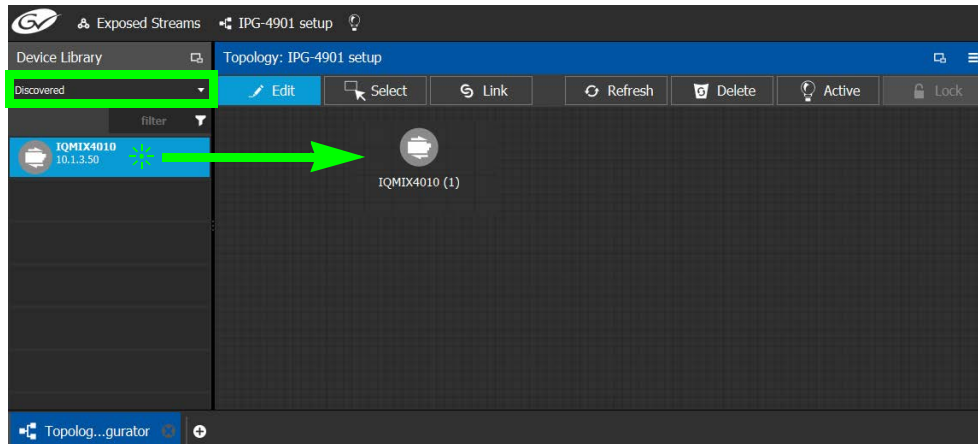 GV Exposed Streams IPG-4901 setup
Device Library
Topology: IPG-4901 setup
Discovered
Edit Select Link Refresh Delete Active Lock
filter
IQMIX4010
10.1.3.50
IQMIX4010 (1)
Topolog...gurator